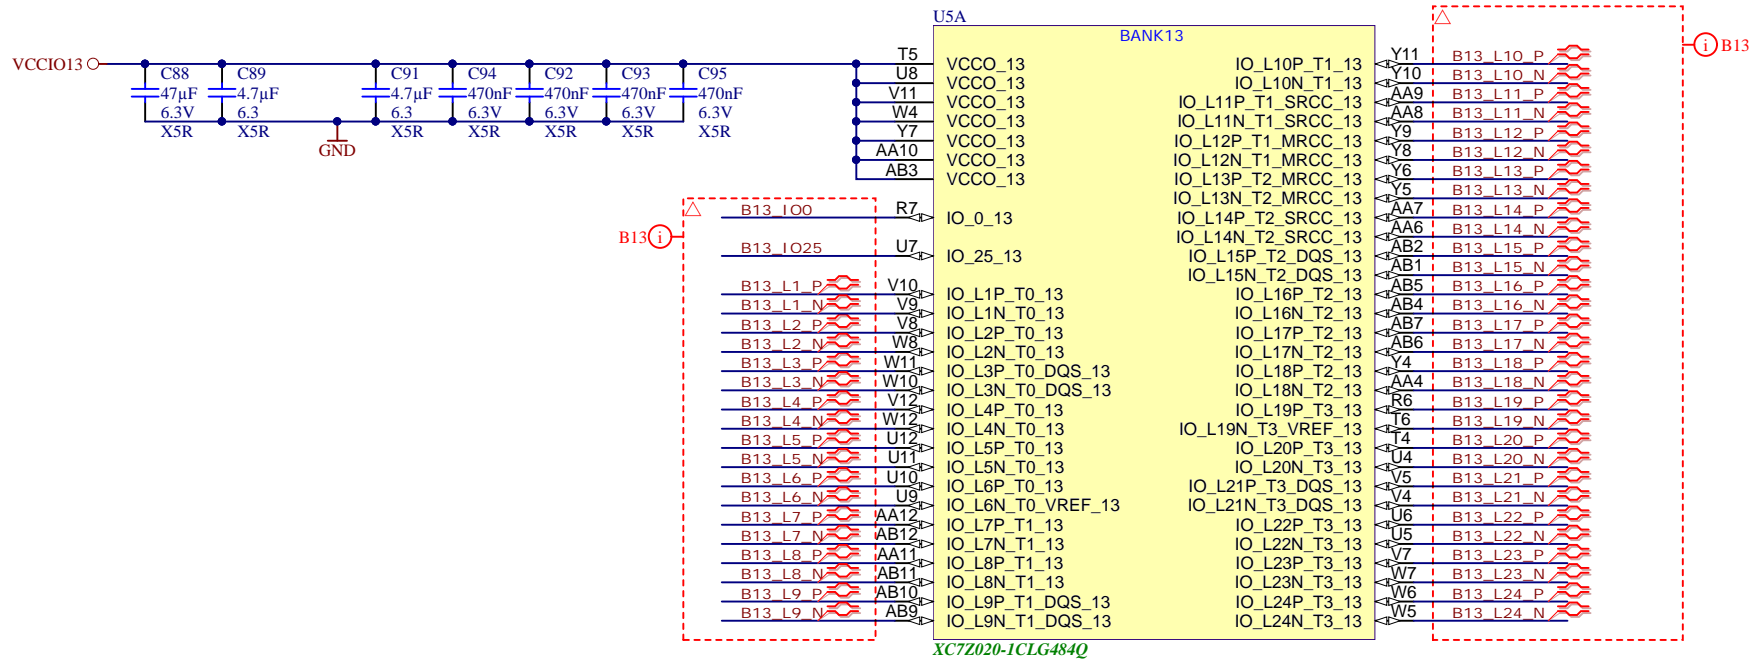 U5A
BANK13
VCCIO13
C88
47µF
6.3V
X5R
C89
4.7µF
6.3
X5R
C91
4.7µF
6.3
X5R
C94
470nF
6.3V
X5R
C92
470nF
6.3V
X5R
C93
470nF
6.3V
X5R
C95
470nF
6.3V
X5R
GND
T5 VCCO_13
U8 VCCO_13
V11 VCCO_13
W4 VCCO_13
Y7 VCCO_13
AA10 VCCO_13
AB3 VCCO_13
B13
B13_IO0 R7 IO_0_13
B13_IO25 U7 IO_25_13
B13_L1_P V10 IO_L1P_T0_13
B13_L1_N V9 IO_L1N_T0_13
B13_L2_P V8 IO_L2P_T0_13
B13_L2_N W8 IO_L2N_T0_13
B13_L3_P W11 IO_L3P_T0_DQS_13
B13_L3_N W10 IO_L3N_T0_DQS_13
B13_L4_P V12 IO_L4P_T0_13
B13_L4_N W12 IO_L4N_T0_13
B13_L5_P U12 IO_L5P_T0_13
B13_L5_N U11 IO_L5N_T0_13
B13_L6_P U10 IO_L6P_T0_13
B13_L6_N U9 IO_L6N_T0_VREF_13
B13_L7_P AA12 IO_L7P_T1_13
B13_L7_N AB12 IO_L7N_T1_13
B13_L8_P AA11 IO_L8P_T1_13
B13_L8_N AB11 IO_L8N_T1_13
B13_L9_P AB10 IO_L9P_T1_DQS_13
B13_L9_N AB9 IO_L9N_T1_DQS_13
IO_L10P_T1_13 Y11 B13_L10_P
IO_L10N_T1_13 Y10 B13_L10_N
IO_L11P_T1_SRCC_13 AA9 B13_L11_P
IO_L11N_T1_SRCC_13 AA8 B13_L11_N
IO_L12P_T1_MRCC_13 Y9 B13_L12_P
IO_L12N_T1_MRCC_13 Y8 B13_L12_N
IO_L13P_T2_MRCC_13 Y6 B13_L13_P
IO_L13N_T2_MRCC_13 Y5 B13_L13_N
IO_L14P_T2_SRCC_13 AA7 B13_L14_P
IO_L14N_T2_SRCC_13 AA6 B13_L14_N
IO_L15P_T2_DQS_13 AB2 B13_L15_P
IO_L15N_T2_DQS_13 AB1 B13_L15_N
IO_L16P_T2_13 AB5 B13_L16_P
IO_L16N_T2_13 AB4 B13_L16_N
IO_L17P_T2_13 AB7 B13_L17_P
IO_L17N_T2_13 AB6 B13_L17_N
IO_L18P_T2_13 Y4 B13_L18_P
IO_L18N_T2_13 AA4 B13_L18_N
IO_L19P_T3_13 R6 B13_L19_P
IO_L19N_T3_VREF_13 T6 B13_L19_N
IO_L20P_T3_13 T4 B13_L20_P
IO_L20N_T3_13 U4 B13_L20_N
IO_L21P_T3_DQS_13 V5 B13_L21_P
IO_L21N_T3_DQS_13 V4 B13_L21_N
IO_L22P_T3_13 U6 B13_L22_P
IO_L22N_T3_13 U5 B13_L22_N
IO_L23P_T3_13 V7 B13_L23_P
IO_L23N_T3_13 W7 B13_L23_N
IO_L24P_T3_13 W6 B13_L24_P
IO_L24N_T3_13 W5 B13_L24_N
i B13
i
XC7Z020-1CLG484Q